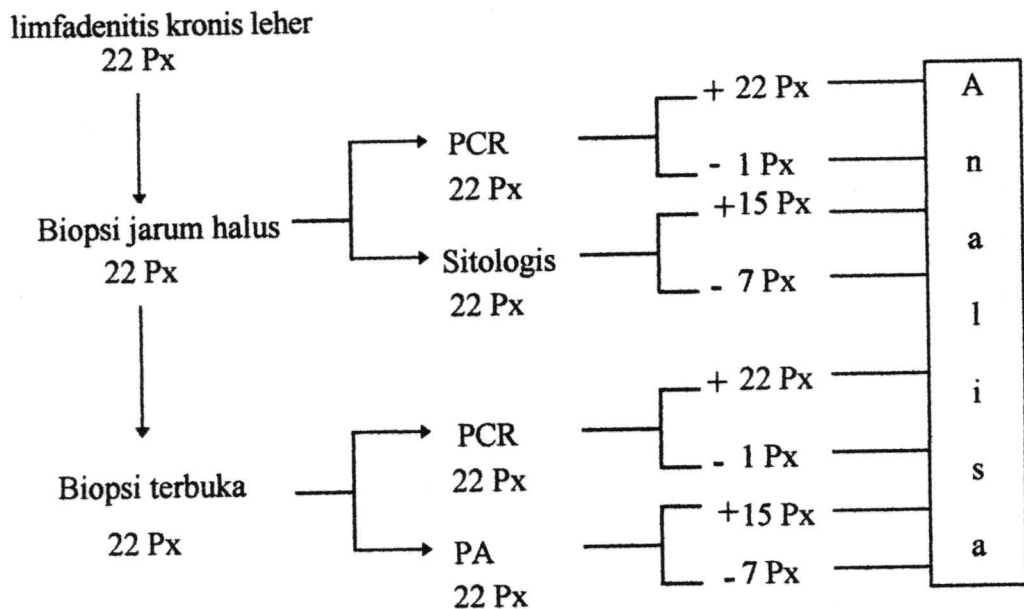 limfadenitis kronis leher
22 Px
Biopsi jarum halus
22 Px
PCR
22 Px
+ 22 Px
- 1 Px
Sitologis
22 Px
+15 Px
- 7 Px
Biopsi terbuka
22 Px
PCR
22 Px
+ 22 Px
- 1 Px
PA
22 Px
+15 Px
- 7 Px
A
n
a
l
i
s
a